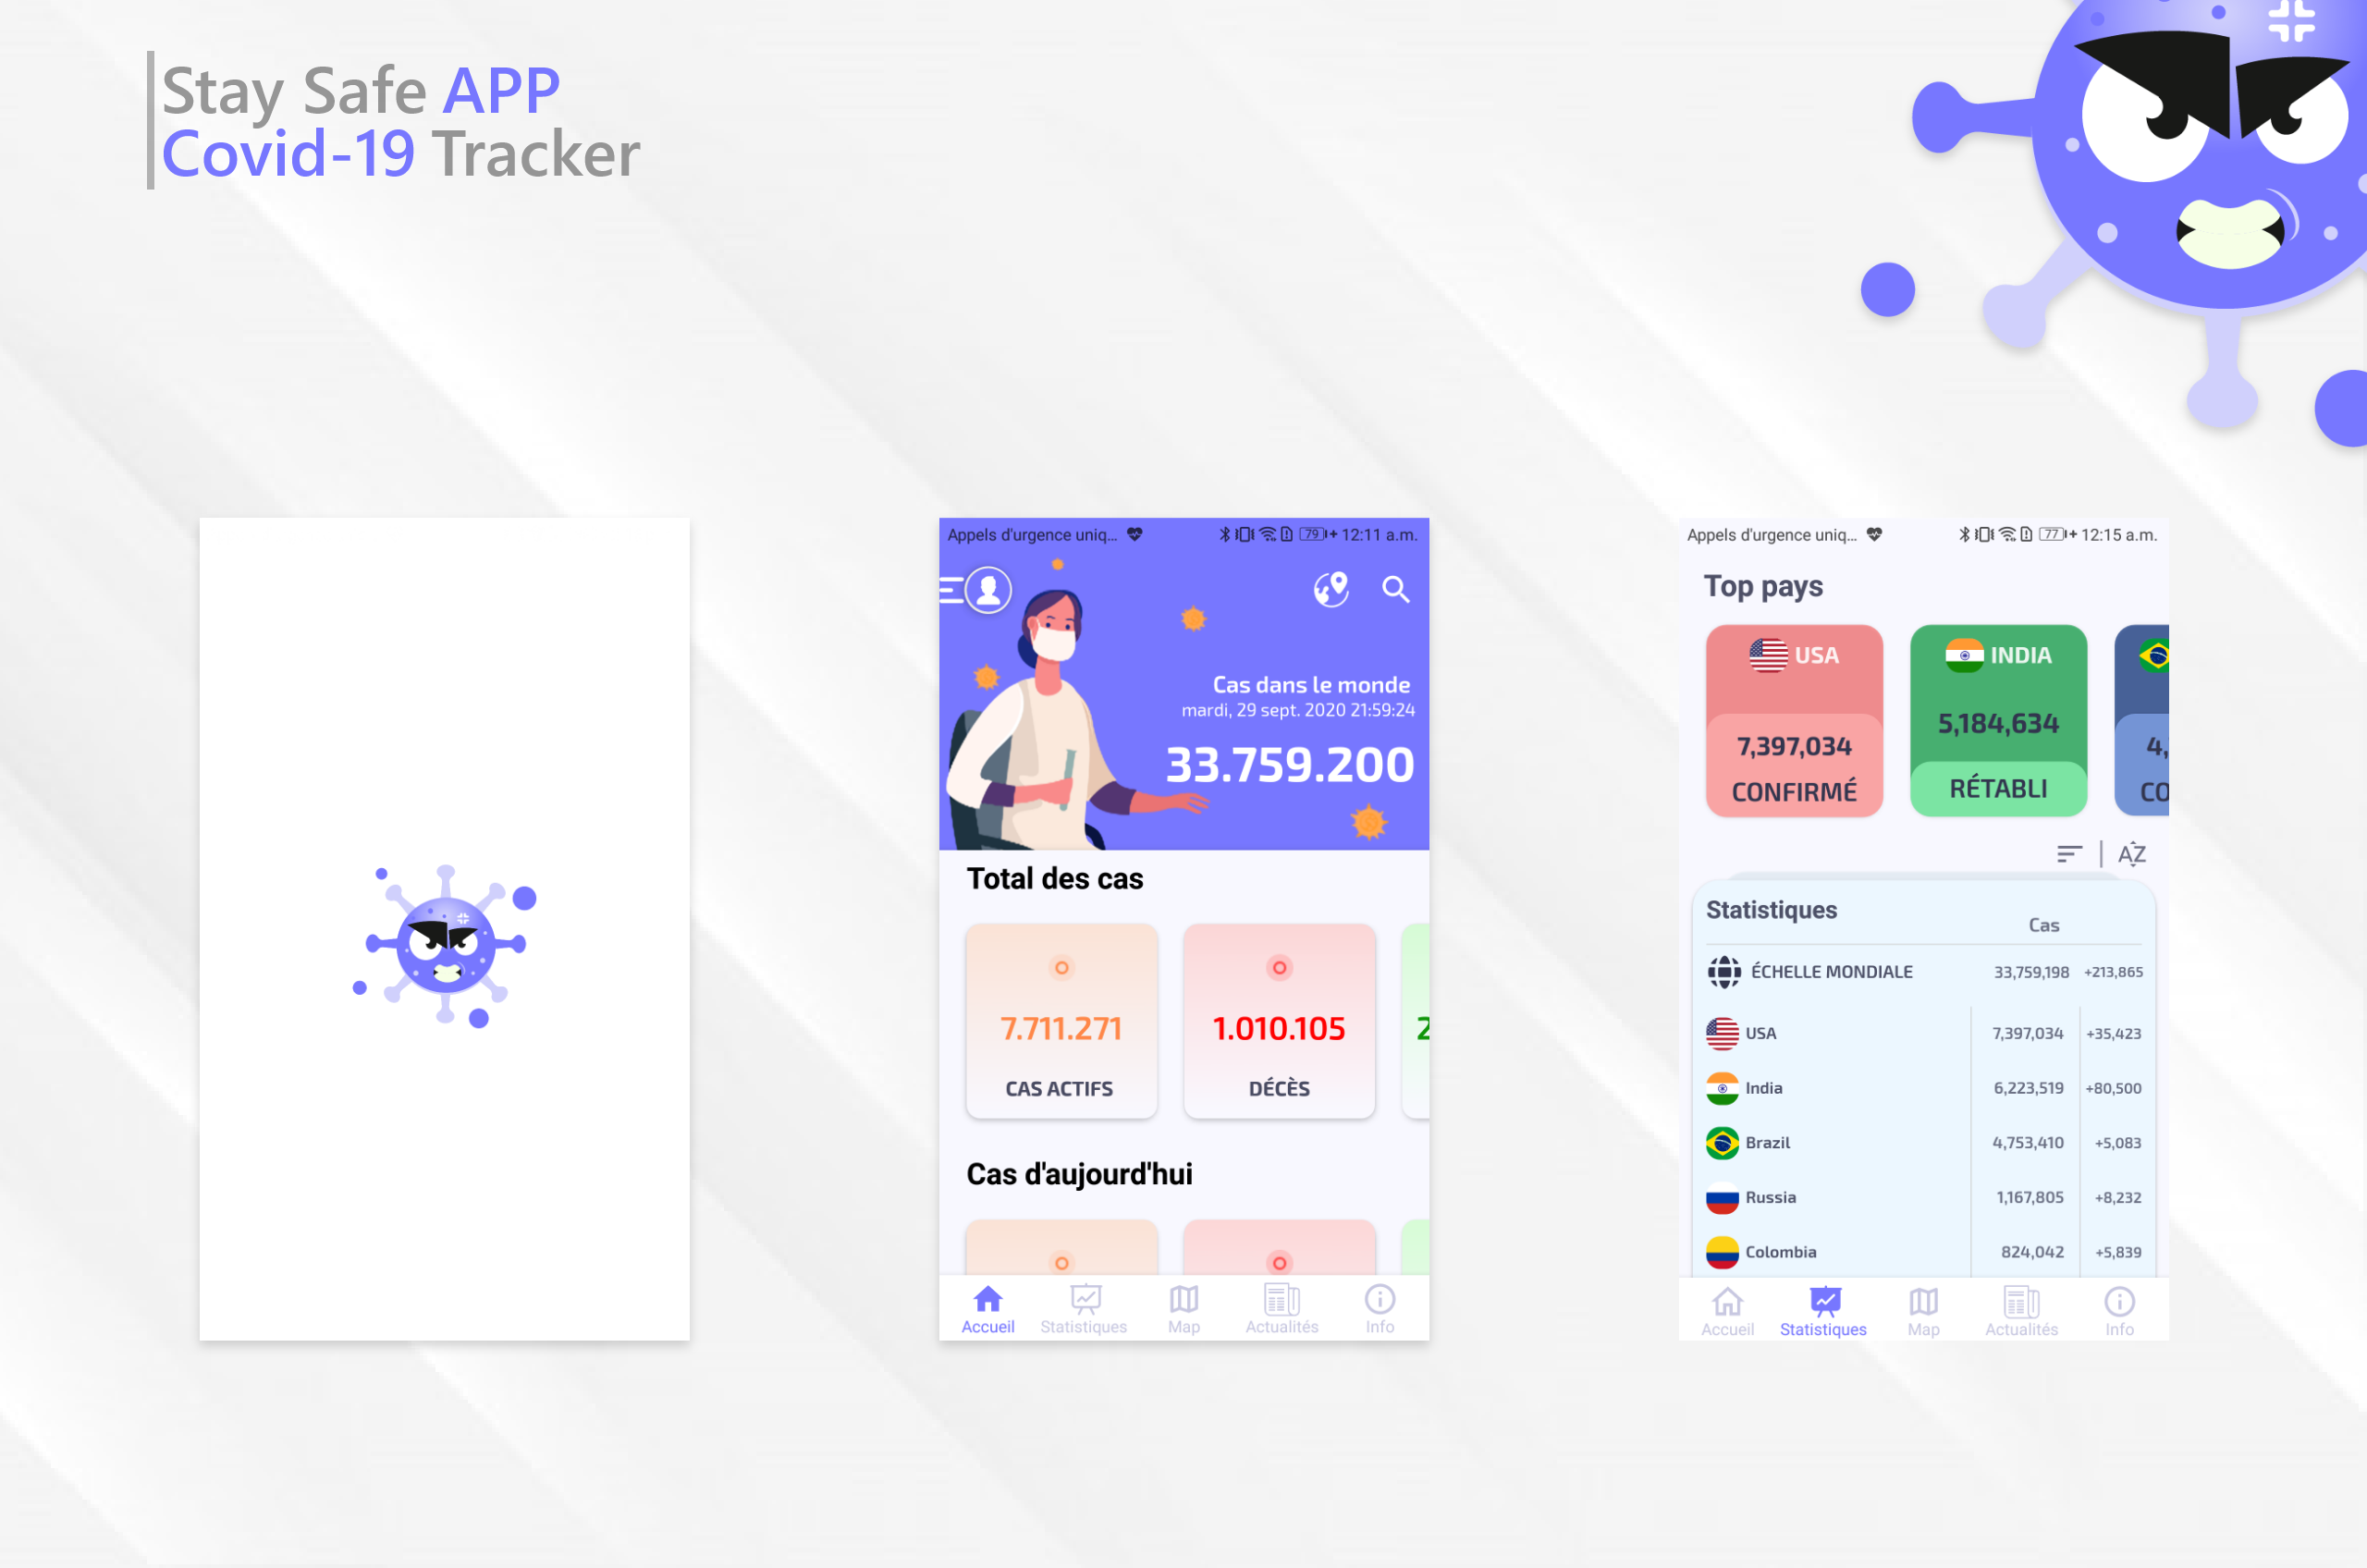 Stay Safe APP
Covid-19 Tracker
Appels d'urgence uniq... 79 12:11 a.m.
Cas dans le monde
mardi, 29 sept. 2020 21:59:24
33.759.200
Total des cas
7.711.271
CAS ACTIFS
1.010.105
DÉCÈS
2
Cas d'aujourd'hui
Accueil
Statistiques
Map
Actualités
Info
Appels d'urgence uniq... 77 12:15 a.m.
Top pays
USA
7,397,034
CONFIRMÉ
INDIA
5,184,634
RÉTABLI
4,
CO
AZ
Statistiques Cas
ÉCHELLE MONDIALE 33,759,198 +213,865
USA 7,397,034 +35,423
India 6,223,519 +80,500
Brazil 4,753,410 +5,083
Russia 1,167,805 +8,232
Colombia 824,042 +5,839
Accueil
Statistiques
Map
Actualités
Info